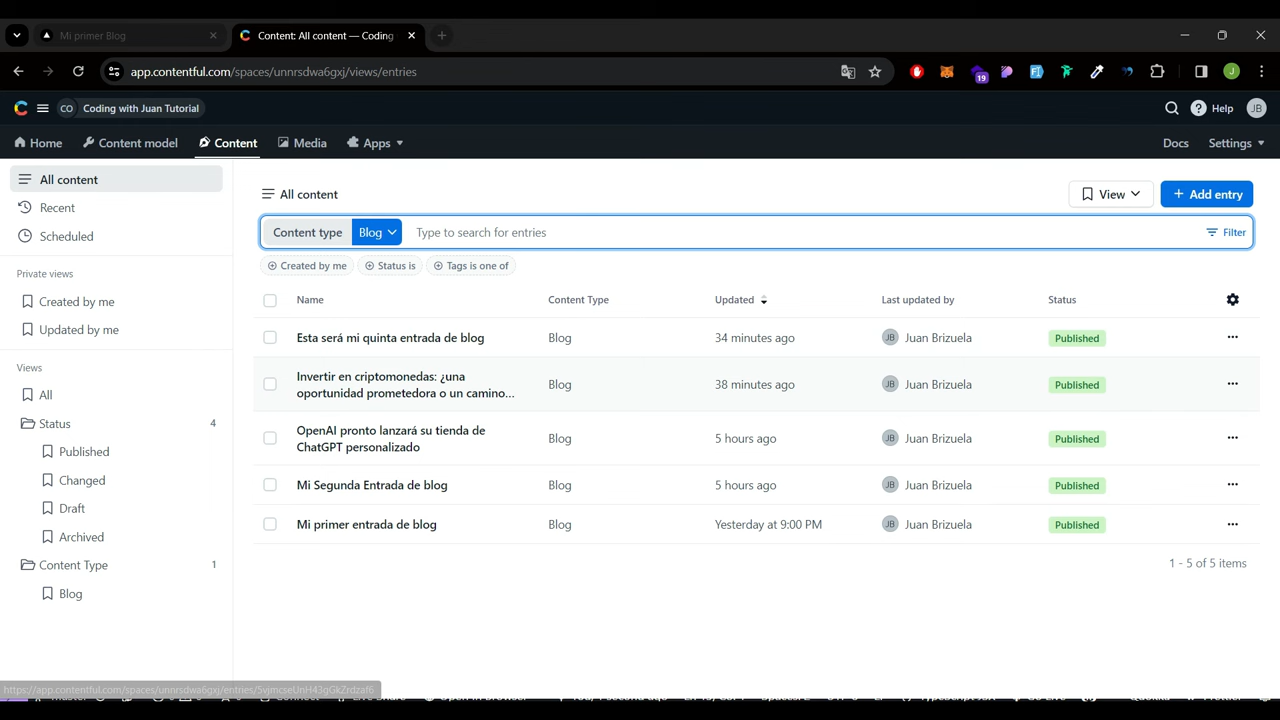 Mi primer Blog
Content: All content — Coding
app.contentful.com/spaces/unnrsdwa6gxj/views/entries
19
J
CO Coding with Juan Tutorial
Help
JB
Home
Content model
Content
Media
Apps
Docs
Settings
All content
Recent
Scheduled
Private views
Created by me
Updated by me
Views
All
Status 4
Published
Changed
Draft
Archived
Content Type 1
Blog
All content
View
+ Add entry
Content type Blog Type to search for entries Filter
Created by me Status is Tags is one of
Name Content Type Updated Last updated by Status
Esta será mi quinta entrada de blog Blog 34 minutes ago JB Juan Brizuela Published
Invertir en criptomonedas: ¿una
oportunidad prometedora o un camino... Blog 38 minutes ago JB Juan Brizuela Published
OpenAI pronto lanzará su tienda de
ChatGPT personalizado Blog 5 hours ago JB Juan Brizuela Published
Mi Segunda Entrada de blog Blog 5 hours ago JB Juan Brizuela Published
Mi primer entrada de blog Blog Yesterday at 9:00 PM JB Juan Brizuela Published
1 - 5 of 5 items